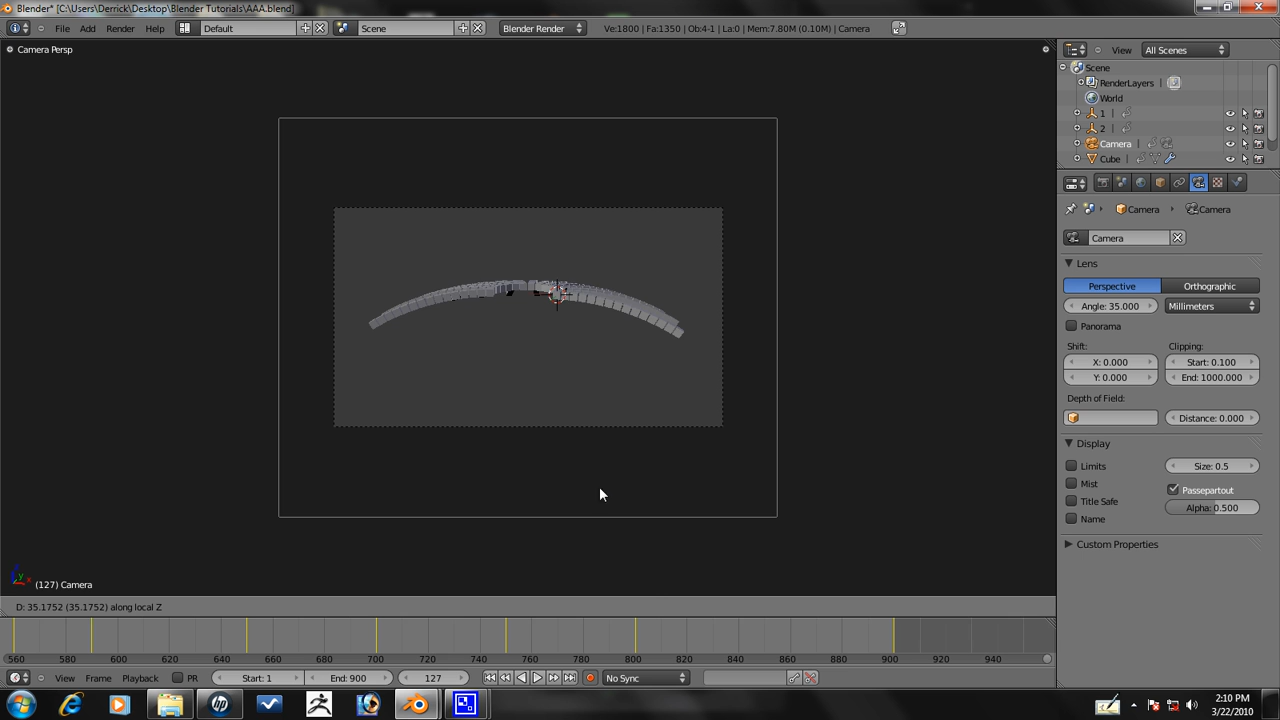 Blender* [C:\Users\Derrick\Desktop\Blender Tutorials\AAA.blend]
File Add Render Help Default Scene Blender Render Ve:1800 | Fa:1350 | Ob:4-1 | La:0 | Mem:7.80M (0.10M) | Camera
Camera Persp
View All Scenes
Scene
RenderLayers |
World
1 |
2 |
Camera |
Cube |
Camera Camera
Camera
Lens
Perspective Orthographic
Angle: 35.000 Millimeters
Panorama
Shift: Clipping:
X: 0.000 Start: 0.100
Y: 0.000 End: 1000.000
Depth of Field:
Distance: 0.000
Display
Limits Size: 0.5
Mist Passepartout
Title Safe Alpha: 0.500
Name
Custom Properties
(127) Camera
D: 35.1752 (35.1752) along local Z
560 580 600 620 640 660 680 700 720 740 760 780 800 820 840 860 880 900 920 940
View Frame Playback PR Start: 1 End: 900 127 No Sync
2:10 PM
3/22/2010